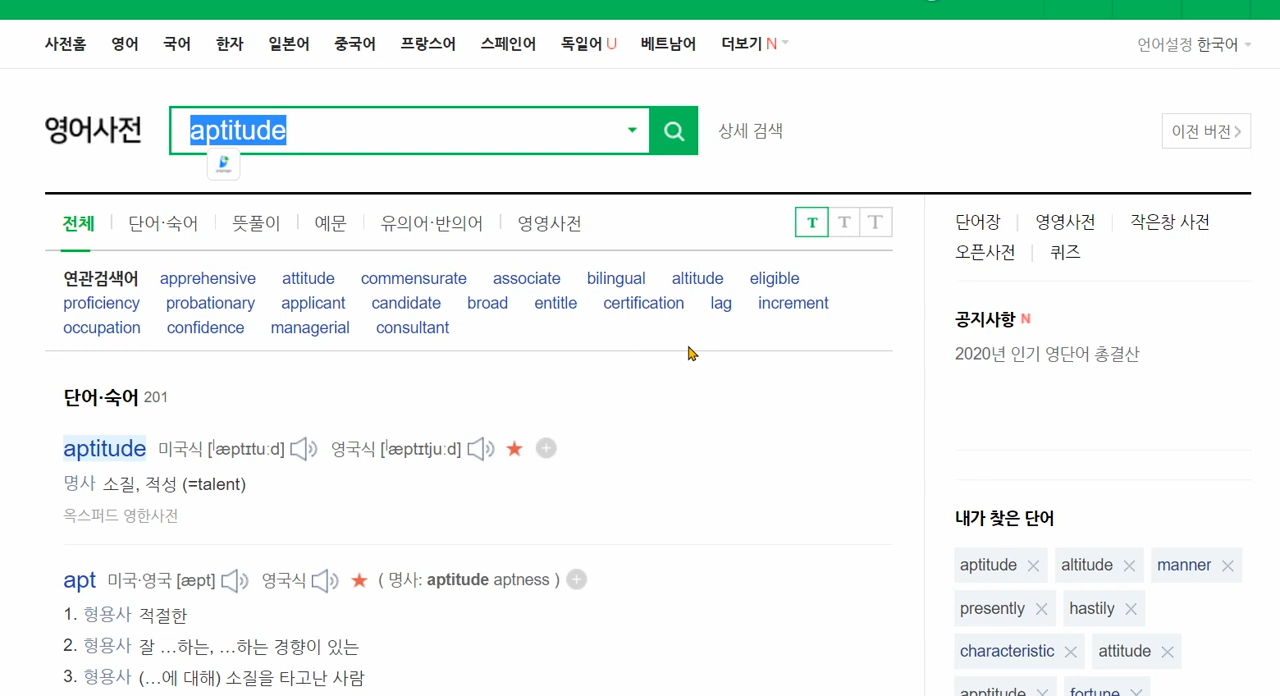 사전홈 영어 국어 한자 일본어 중국어 프랑스어 스페인어 독일어 U 베트남어 더보기 N 언어설정 한국어
영어사전 aptitude 상세 검색 이전 버전
전체 단어·숙어 뜻풀이 예문 유의어·반의어 영영사전 T T T
단어장 영영사전 작은창 사전
오픈사전 퀴즈
연관검색어 apprehensive attitude commensurate associate bilingual altitude eligible
proficiency probationary applicant candidate broad entitle certification lag increment
occupation confidence managerial consultant
공지사항 N
2020년 인기 영단어 총결산
단어·숙어 201
aptitude 미국식 [ˈæptɪtuːd] 영국식 [ˈæptɪtjuːd]
명사 소질, 적성 (=talent)
옥스퍼드 영한사전
apt 미국·영국 [æpt] 영국식 ( 명사: aptitude aptness )
1. 형용사 적절한
2. 형용사 잘 …하는, …하는 경향이 있는
3. 형용사 (…에 대해) 소질을 타고난 사람
내가 찾은 단어
aptitude altitude manner
presently hastily
characteristic attitude
apptitude fortune